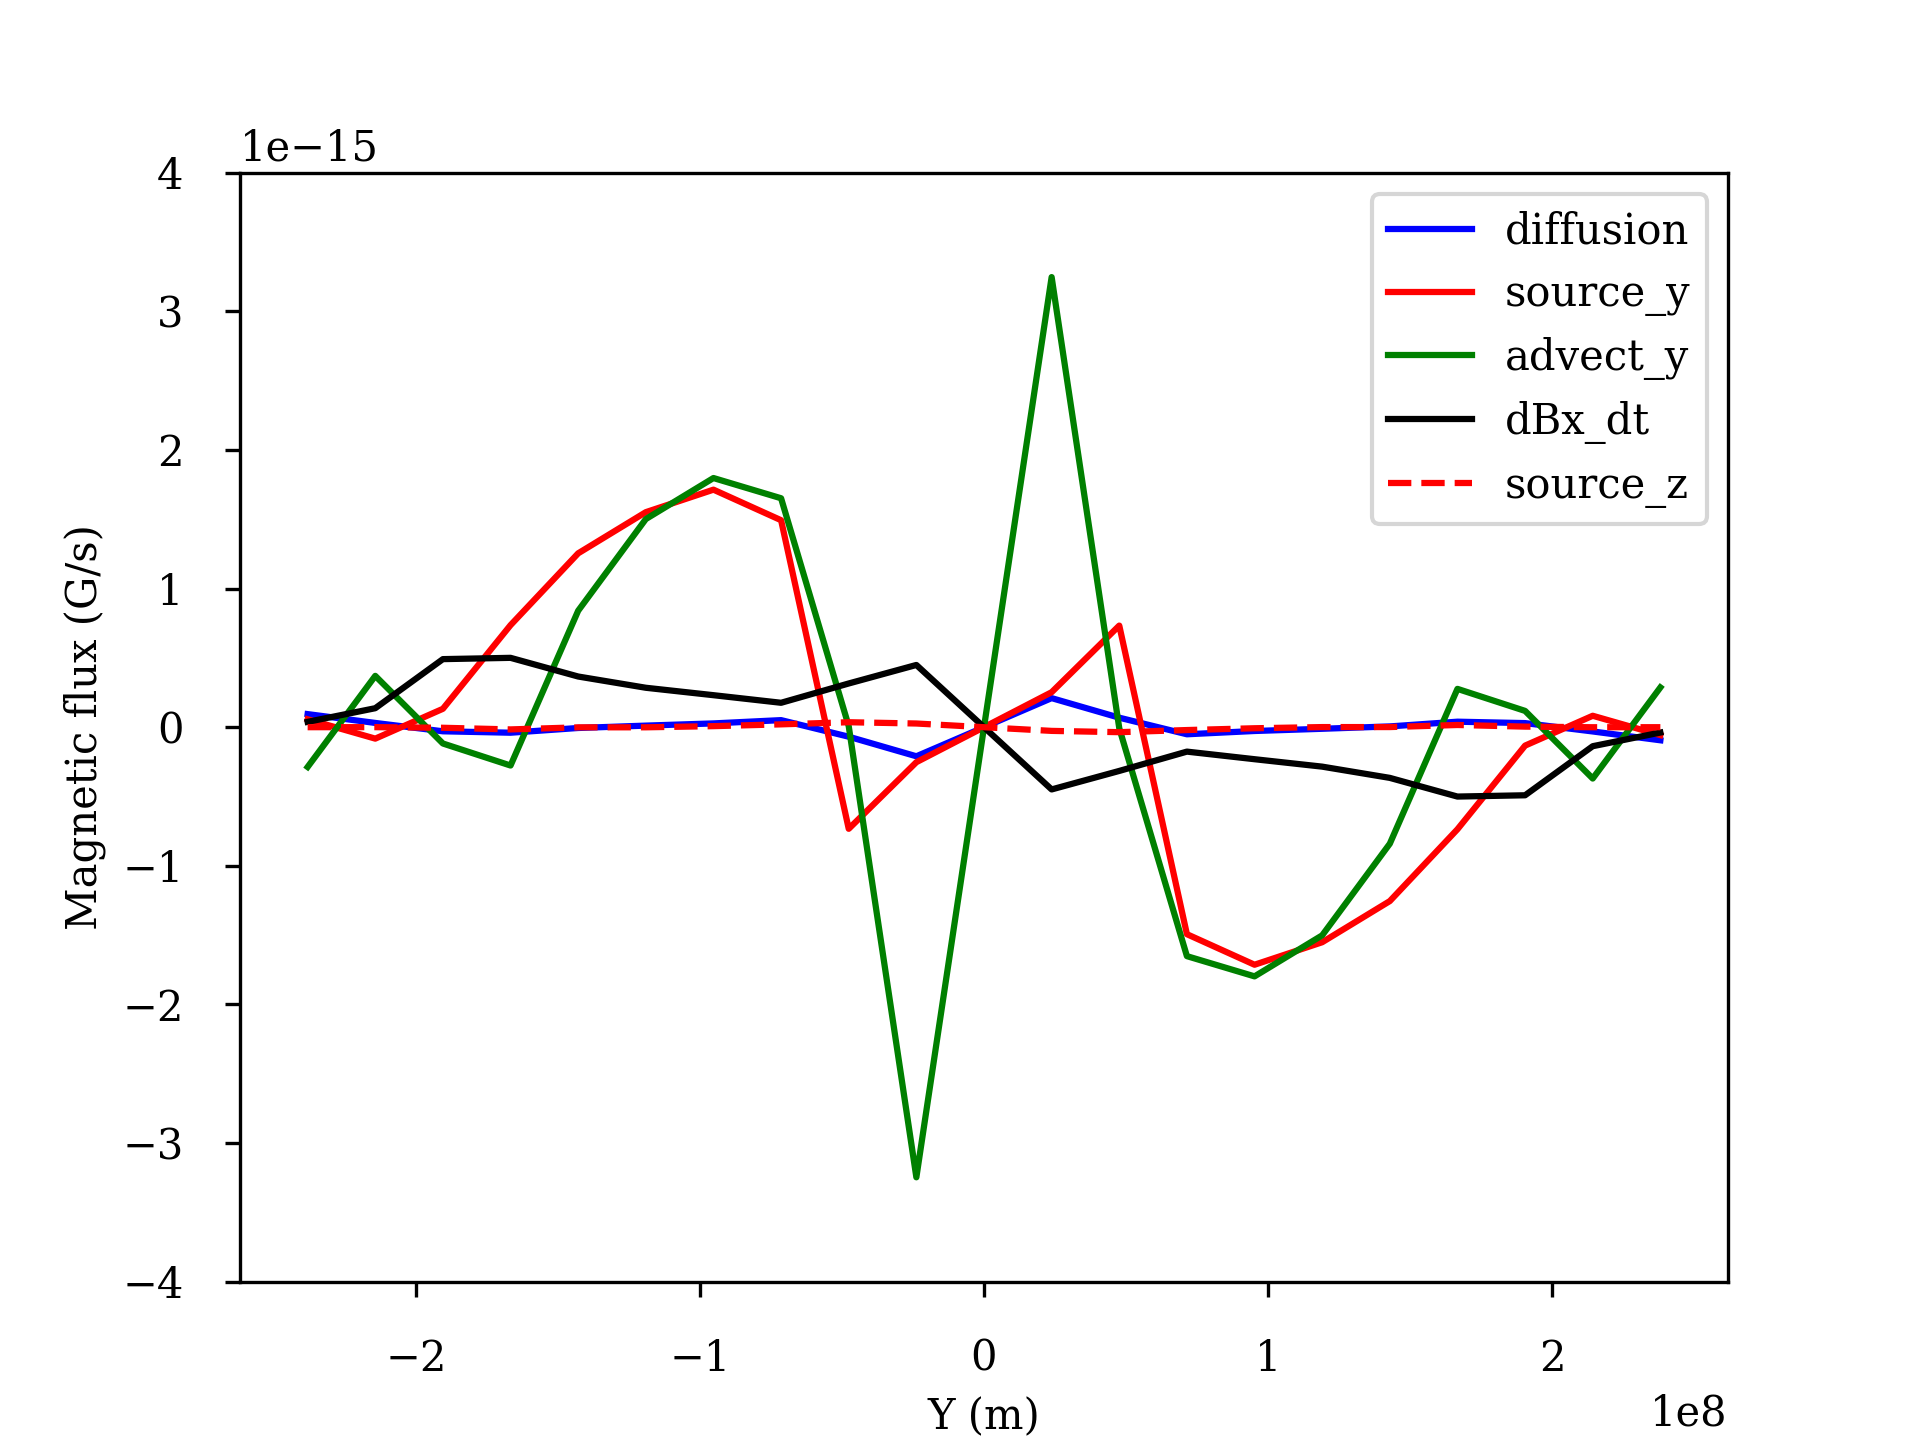 1e−15
4
3
2
1
0
−1
−2
−3
−4
Magnetic flux (G/s)
diffusion
source_y
advect_y
dBx_dt
source_z
−2
−1
0
1
2
Y (m)
1e8